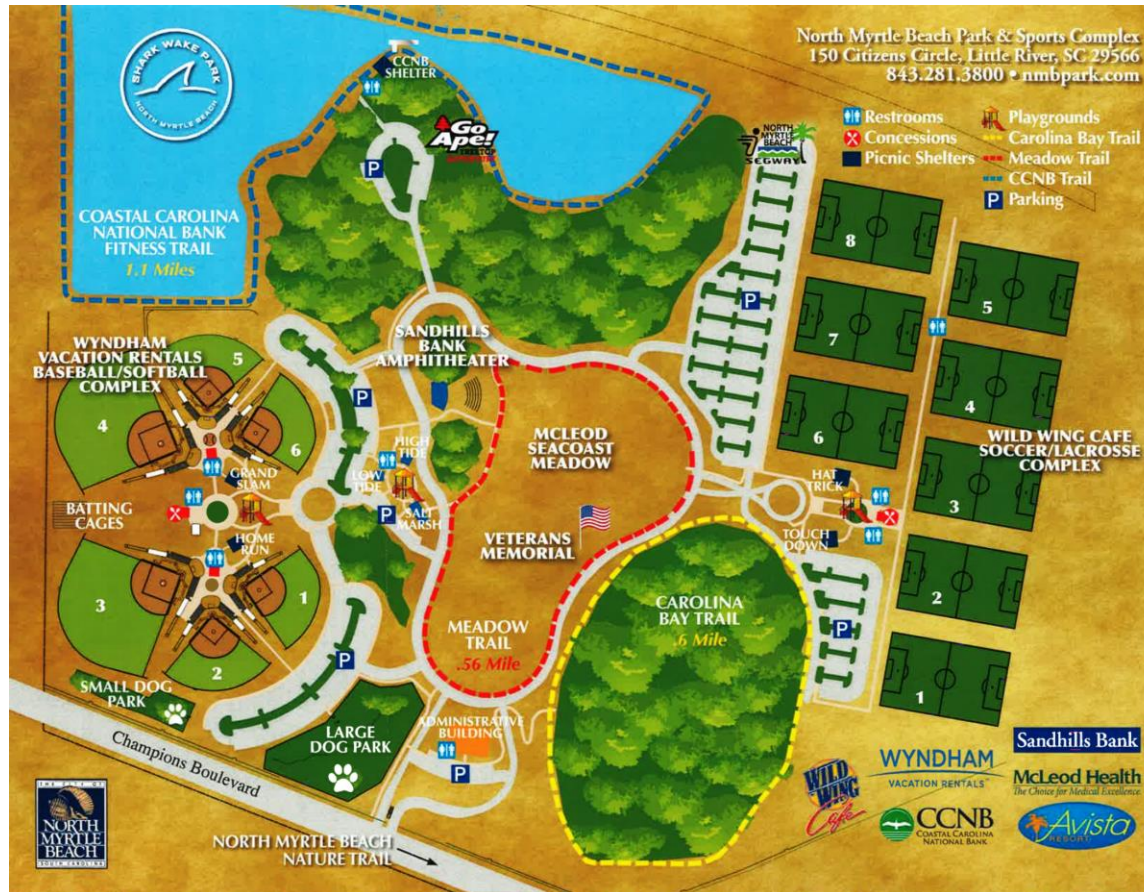 North Myrtle Beach Park & Sports Complex
150 Citizens Circle, Little River, SC 29566
843.281.3800 • nmbpark.com
SHARK WAKE PARK
NORTH MYRTLE BEACH
CCNB
SHELTER
Go
Ape!
NORTH
MYRTLE
BEACH
SEGWAY
Restrooms
Concessions
Picnic Shelters
Playgrounds
Carolina Bay Trail
Meadow Trail
CCNB Trail
P Parking
COASTAL CAROLINA
NATIONAL BANK
FITNESS TRAIL
1.1 Miles
P
P
P
WYNDHAM
VACATION RENTALS
BASEBALL/SOFTBALL
COMPLEX
5
4
6
SANDHILLS
BANK
AMPHITHEATER
8
5
7
4
6
3
MCLEOD
SEACOAST
MEADOW
WILD WING CAFE
SOCCER/LACROSSE
COMPLEX
HIGH
TIDE
LOW
TIDE
SALT
MARSH
P
GRAND
SLAM
BATTING
CAGES
HOME
RUN
HAT
TRICK
TOUCH
DOWN
VETERANS
MEMORIAL
3
1
2
2
1
MEADOW
TRAIL
.56 Mile
CAROLINA
BAY TRAIL
.6 Mile
P
P
SMALL DOG
PARK
LARGE
DOG PARK
ADMINISTRATIVE
BUILDING
P
Champions Boulevard
NORTH MYRTLE BEACH
NATURE TRAIL
THE CITY OF
NORTH
MYRTLE
BEACH
SOUTH CAROLINA
WILD
WING
Cafe
WYNDHAM
VACATION RENTALS
CCNB
COASTAL CAROLINA
NATIONAL BANK
Sandhills Bank
McLeod Health
The Choice for Medical Excellence
Avista
RESORT